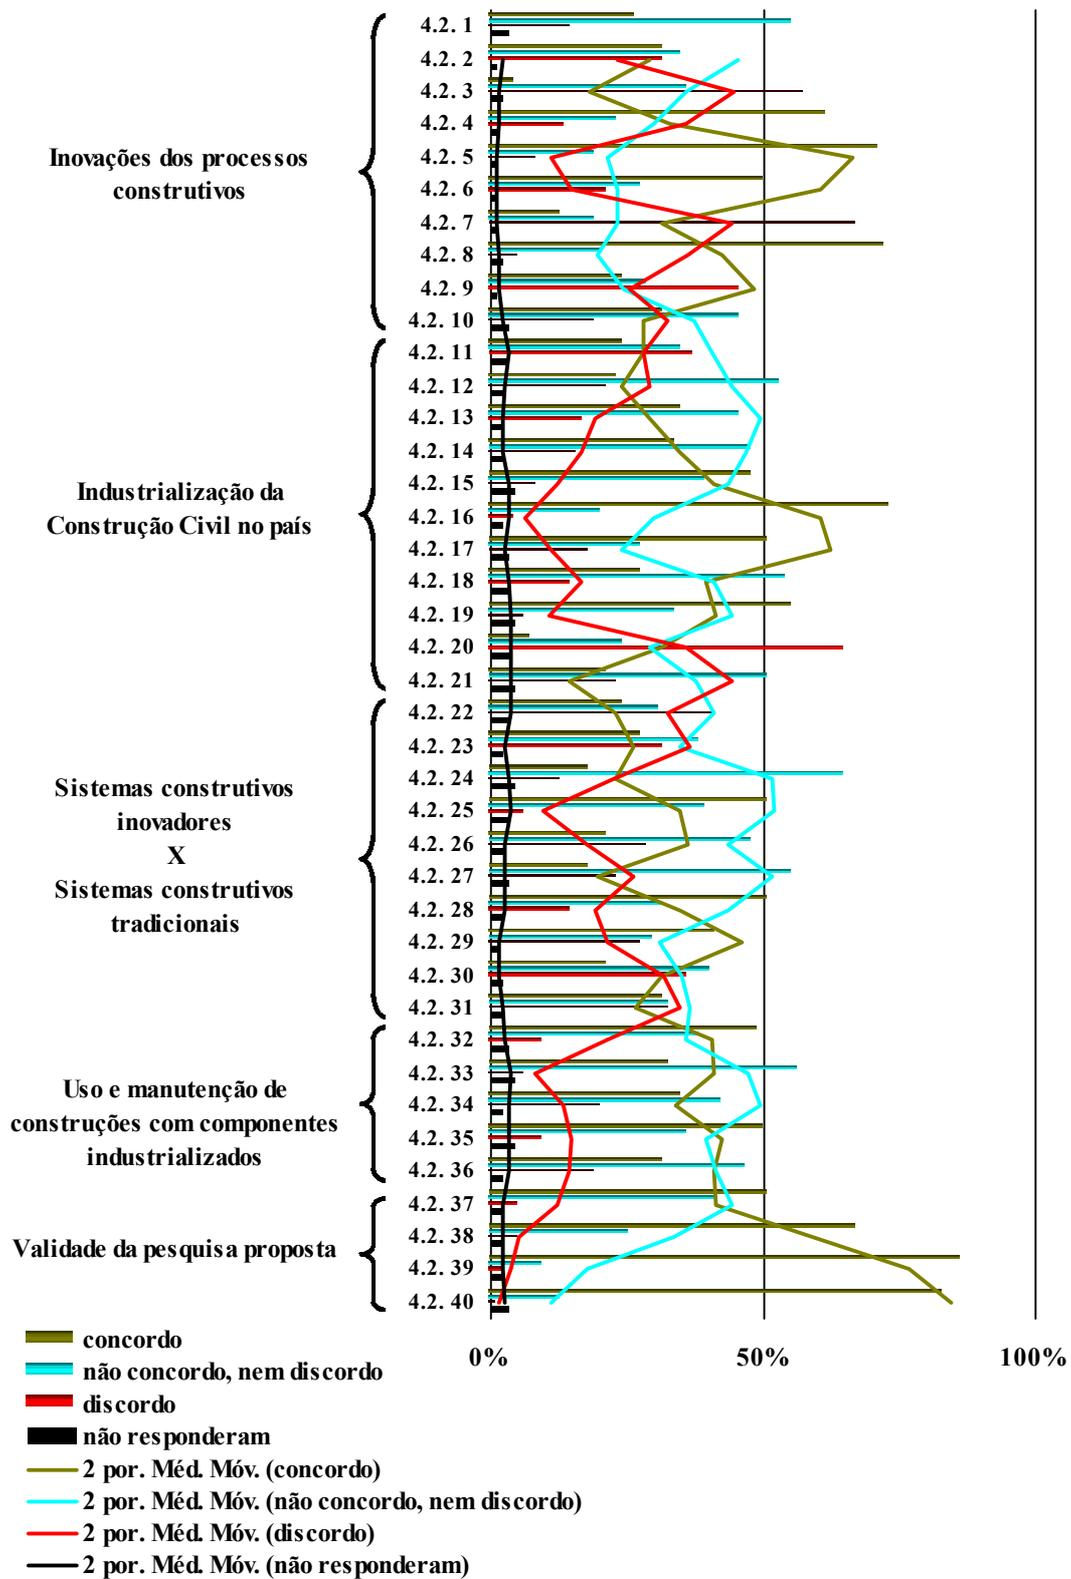 Inovações dos processos
construtivos
Industrialização da
Construção Civil no país
Sistemas construtivos
inovadores
X
Sistemas construtivos
tradicionais
Uso e manutenção de
construções com componentes
industrializados
Validade da pesquisa proposta
4.2. 1
4.2. 2
4.2. 3
4.2. 4
4.2. 5
4.2. 6
4.2. 7
4.2. 8
4.2. 9
4.2. 10
4.2. 11
4.2. 12
4.2. 13
4.2. 14
4.2. 15
4.2. 16
4.2. 17
4.2. 18
4.2. 19
4.2. 20
4.2. 21
4.2. 22
4.2. 23
4.2. 24
4.2. 25
4.2. 26
4.2. 27
4.2. 28
4.2. 29
4.2. 30
4.2. 31
4.2. 32
4.2. 33
4.2. 34
4.2. 35
4.2. 36
4.2. 37
4.2. 38
4.2. 39
4.2. 40
0% 50% 100%
concordo
não concordo, nem discordo
discordo
não responderam
2 por. Méd. Móv. (concordo)
2 por. Méd. Móv. (não concordo, nem discordo)
2 por. Méd. Móv. (discordo)
2 por. Méd. Móv. (não responderam)